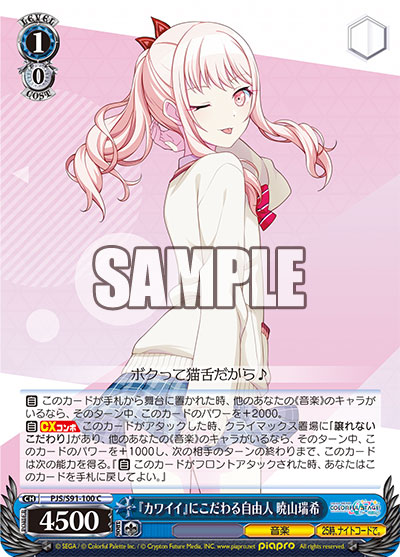 LEVEL
1
0
COST
SAMPLE
ボクって猫舌だから♪
自 このカードが手札から舞台に置かれた時、他のあなたの《音楽》のキャラが
いるなら、そのターン中、このカードのパワーを+2000。
自 CXコンボ このカードがアタックした時、クライマックス置場に「譲れない
こだわり」があり、他のあなたの《音楽》のキャラがいるなら、そのターン中、こ
のカードのパワーを+1000し、次の相手のターンの終わりまで、このカード
は次の能力を得る。『自 このカードがフロントアタックされた時、あなたはこ
のカードを手札に戻してよい。』
CH PJS/S91-100 C
「カワイイ」にこだわる自由人 暁山瑞希
POWER
4500
音楽
25時、ナイトコードで。
COLORFUL STAGE!
© SEGA / © Colorful Palette Inc. / © Crypton Future Media, INC. www.piapro.net piapro All rights reserved.